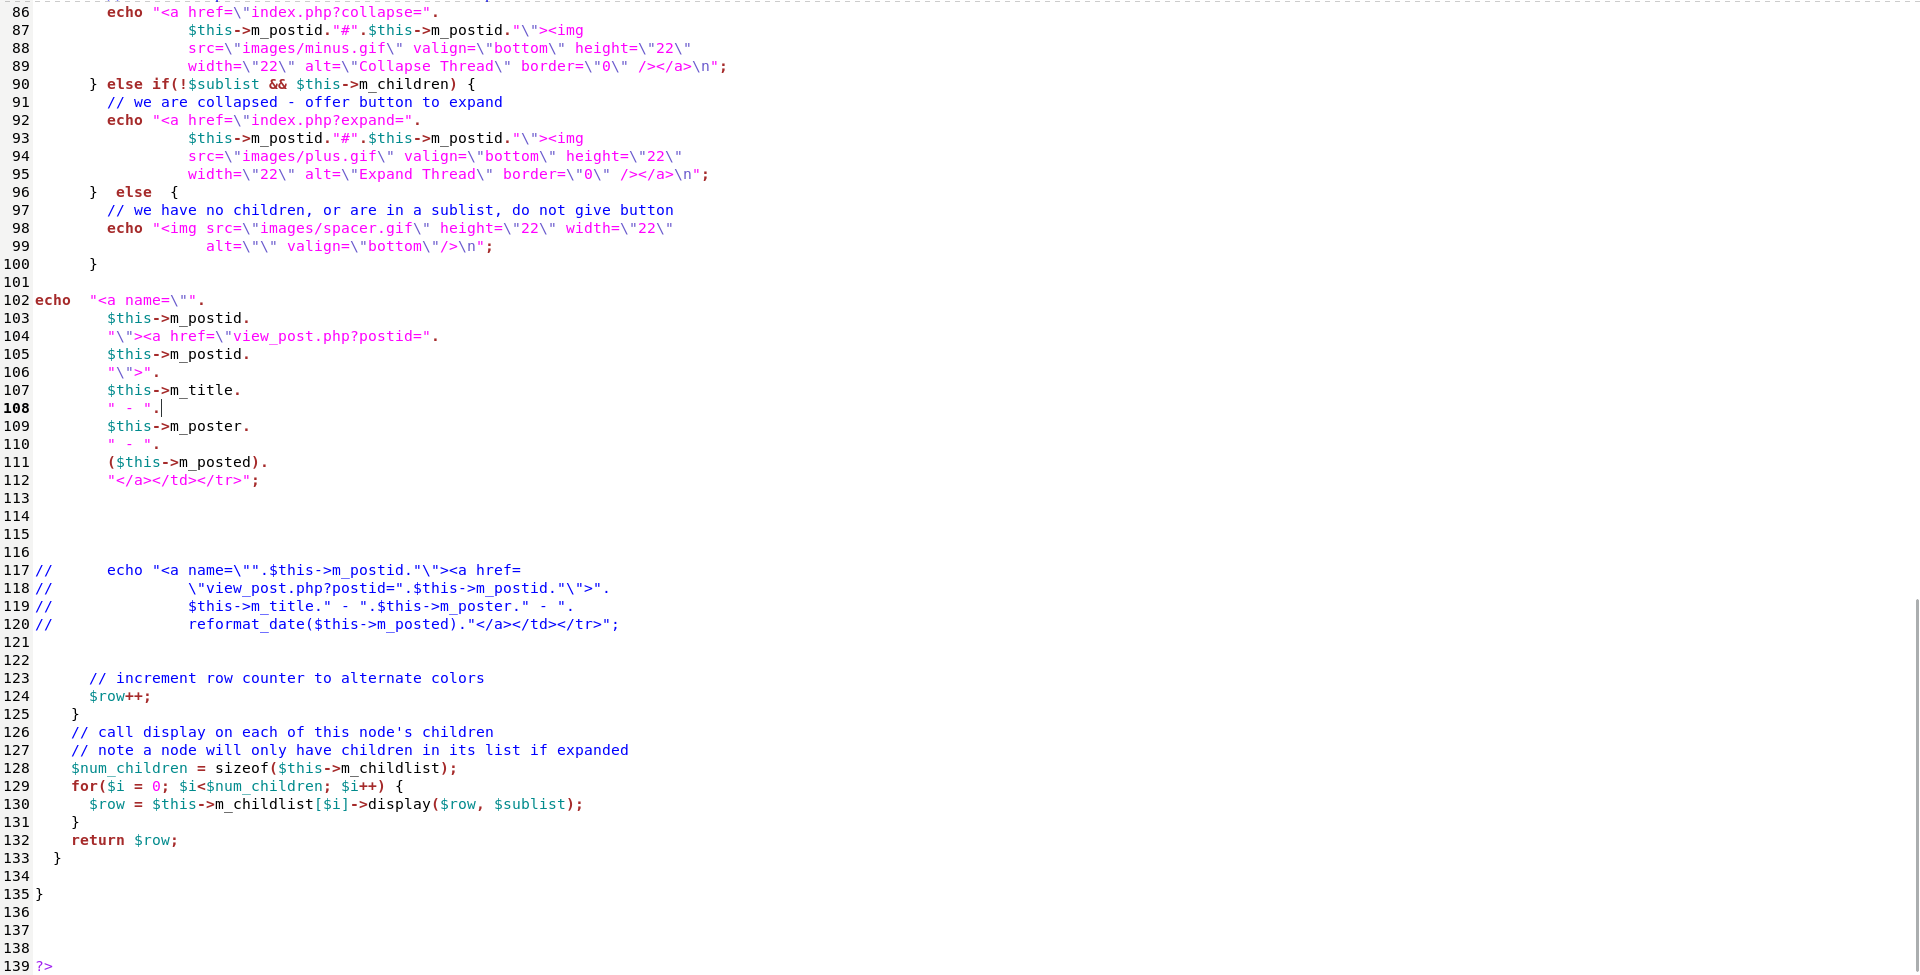 86         echo "<a href=\"index.php?collapse=".
87                  $this->m_postid."#".$this->m_postid."\"><img
88                  src=\"images/minus.gif\" valign=\"bottom\" height=\"22\"
89                  width=\"22\" alt=\"Collapse Thread\" border=\"0\" /></a>\n";
90       } else if(!$sublist && $this->m_children) {
91         // we are collapsed - offer button to expand
92         echo "<a href=\"index.php?expand=".
93                  $this->m_postid."#".$this->m_postid."\"><img
94                  src=\"images/plus.gif\" valign=\"bottom\" height=\"22\"
95                  width=\"22\" alt=\"Expand Thread\" border=\"0\" /></a>\n";
96       }  else  {
97         // we have no children, or are in a sublist, do not give button
98         echo "<img src=\"images/spacer.gif\" height=\"22\" width=\"22\"
99                    alt=\"\" valign=\"bottom\"/>\n";
100       }
101
102 echo  "<a name=\"".
103         $this->m_postid.
104         "\"><a href=\"view_post.php?postid=".
105         $this->m_postid.
106         "\">".
107         $this->m_title.
108         " - ".
109         $this->m_poster.
110         " - ".
111         ($this->m_posted).
112         "</a></td></tr>";
113
114
115
116
117 //      echo "<a name=\"".$this->m_postid."\"><a href=
118 //               \"view_post.php?postid=".$this->m_postid."\">".
119 //               $this->m_title." - ".$this->m_poster." - ".
120 //               reformat_date($this->m_posted)."</a></td></tr>";
121
122
123       // increment row counter to alternate colors
124       $row++;
125     }
126     // call display on each of this node's children
127     // note a node will only have children in its list if expanded
128     $num_children = sizeof($this->m_childlist);
129     for($i = 0; $i<$num_children; $i++) {
130       $row = $this->m_childlist[$i]->display($row, $sublist);
131     }
132     return $row;
133   }
134
135 }
136
137
138
139 ?>